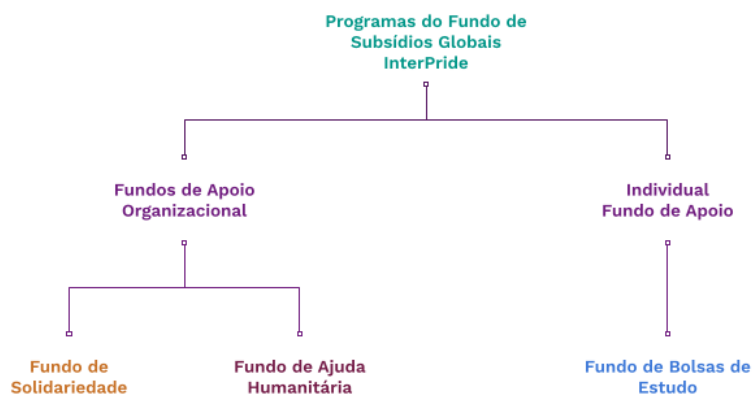 Programas do Fundo de
Subsídios Globais
InterPride
Fundos de Apoio
Organizacional
Individual
Fundo de Apoio
Fundo de
Solidariedade
Fundo de Ajuda
Humanitária
Fundo de Bolsas de
Estudo